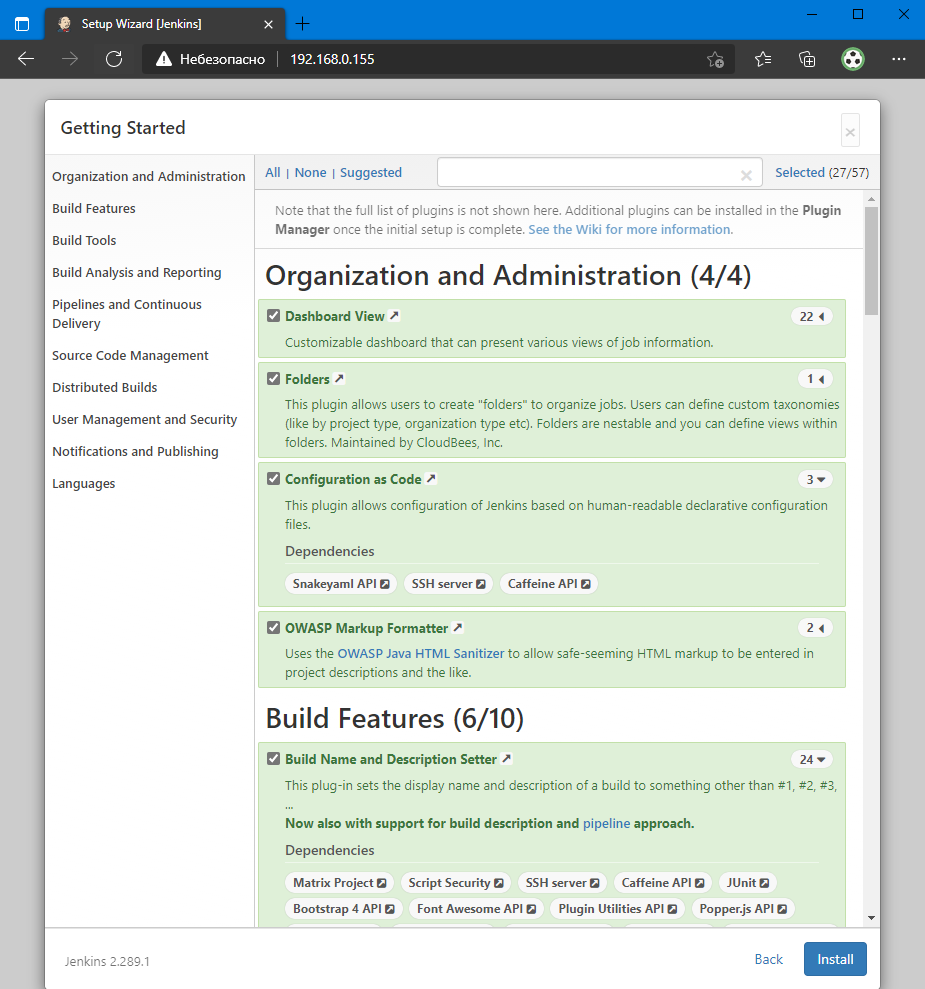 Setup Wizard [Jenkins]
Небезопасно
192.168.0.155
Getting Started
Organization and Administration
Build Features
Build Tools
Build Analysis and Reporting
Pipelines and Continuous
Delivery
Source Code Management
Distributed Builds
User Management and Security
Notifications and Publishing
Languages
All | None | Suggested
Selected (27/57)
Note that the full list of plugins is not shown here. Additional plugins can be installed in the Plugin
Manager once the initial setup is complete. See the Wiki for more information.
Organization and Administration (4/4)
Dashboard View 22
Customizable dashboard that can present various views of job information.
Folders 1
This plugin allows users to create "folders" to organize jobs. Users can define custom taxonomies
(like by project type, organization type etc). Folders are nestable and you can define views within
folders. Maintained by CloudBees, Inc.
Configuration as Code 3
This plugin allows configuration of Jenkins based on human-readable declarative configuration
files.
Dependencies
Snakeyaml API SSH server Caffeine API
OWASP Markup Formatter 2
Uses the OWASP Java HTML Sanitizer to allow safe-seeming HTML markup to be entered in
project descriptions and the like.
Build Features (6/10)
Build Name and Description Setter 24
This plug-in sets the display name and description of a build to something other than #1, #2, #3,
...
Now also with support for build description and pipeline approach.
Dependencies
Matrix Project Script Security SSH server Caffeine API JUnit
Bootstrap 4 API Font Awesome API Plugin Utilities API Popper.js API
Jenkins 2.289.1
Back
Install